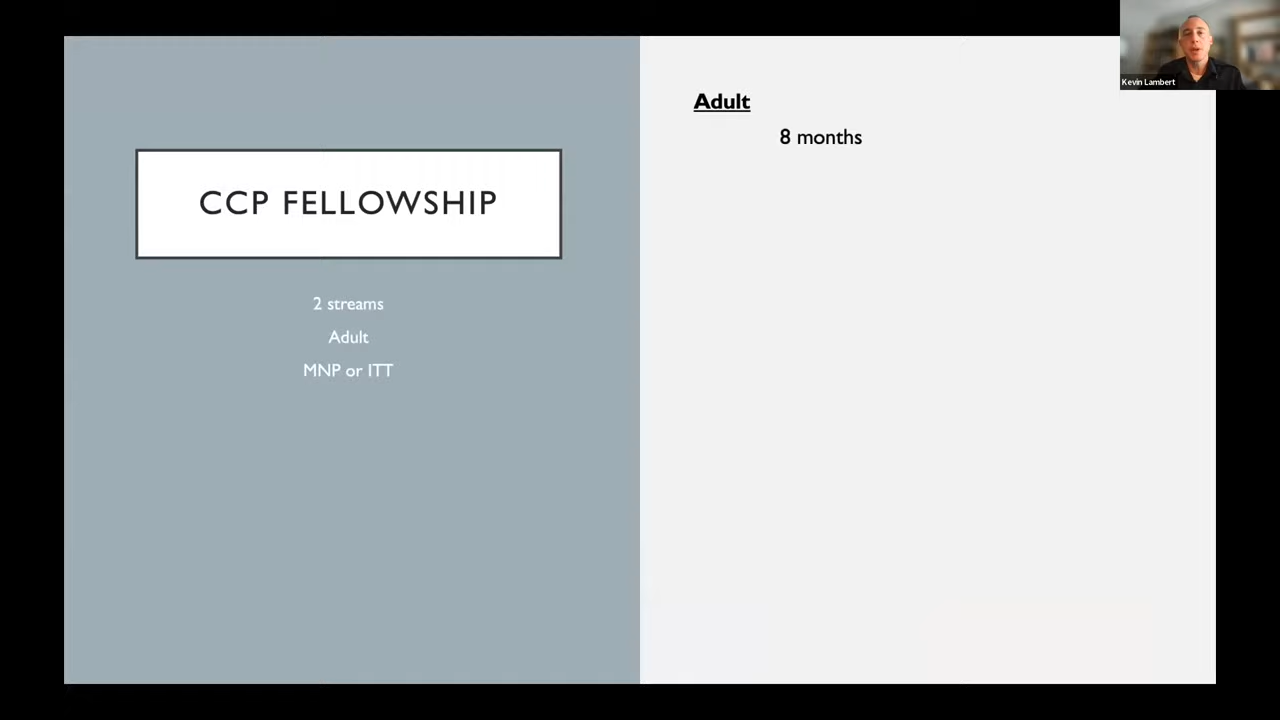 CCP FELLOWSHIP
2 streams
Adult
MNP or ITT
Adult
8 months
Kevin Lambert